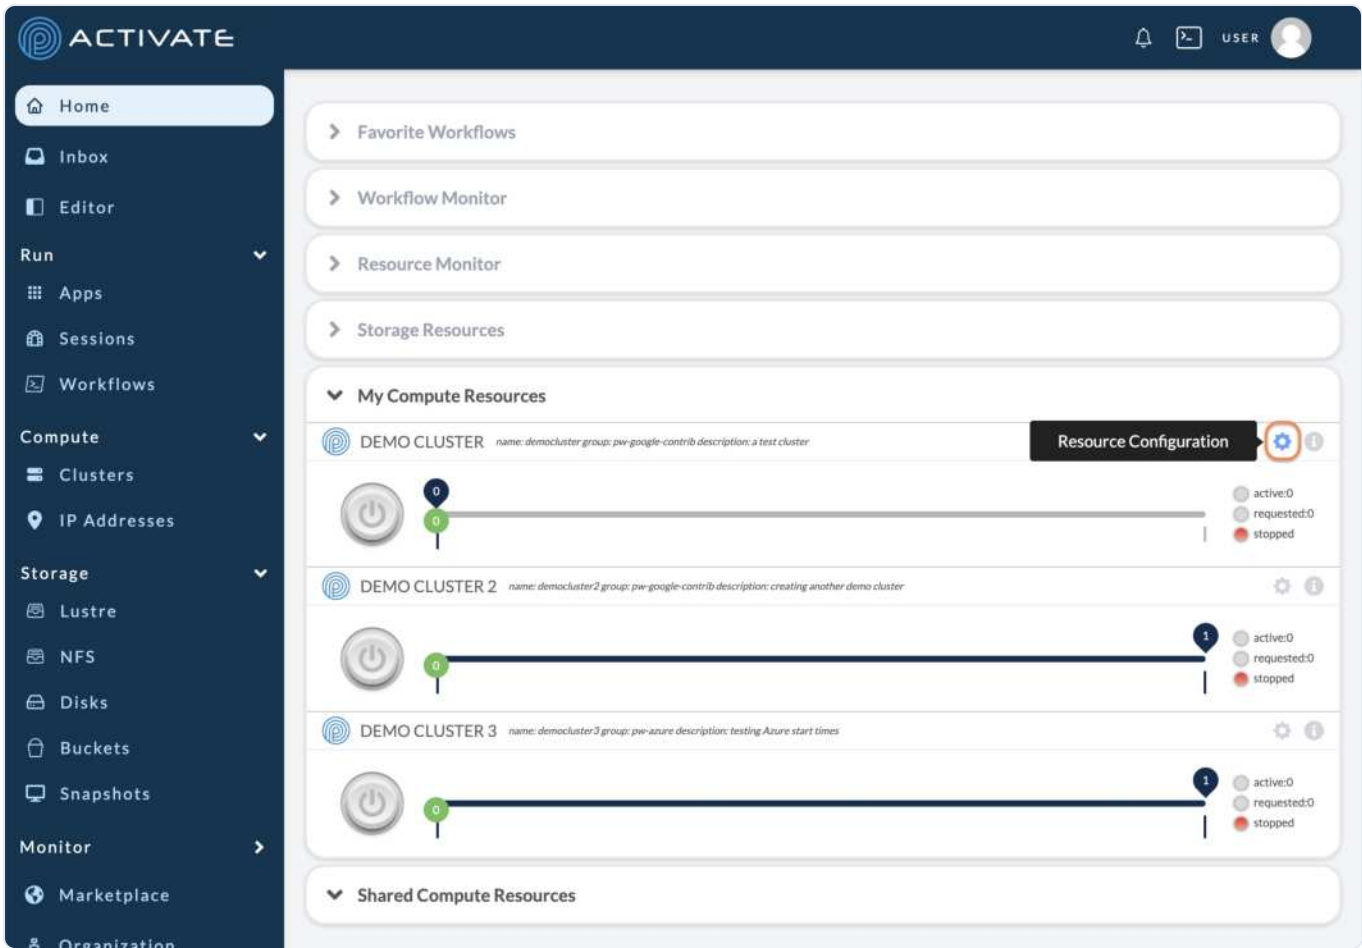 ACTIVATE
USER
Home
Inbox
Editor
Run
Apps
Sessions
Workflows
Compute
Clusters
IP Addresses
Storage
Lustre
NFS
Disks
Buckets
Snapshots
Monitor
Marketplace
Organization
Favorite Workflows
Workflow Monitor
Resource Monitor
Storage Resources
My Compute Resources
DEMO CLUSTER name: democluster group: pw-google-contrib description: a test cluster
Resource Configuration
0
0
active:0
requested:0
stopped
DEMO CLUSTER 2 name: democluster2 group: pw-google-contrib description: creating another demo cluster
0
1
active:0
requested:0
stopped
DEMO CLUSTER 3 name: democluster3 group: pw-azure description: testing Azure start times
0
1
active:0
requested:0
stopped
Shared Compute Resources